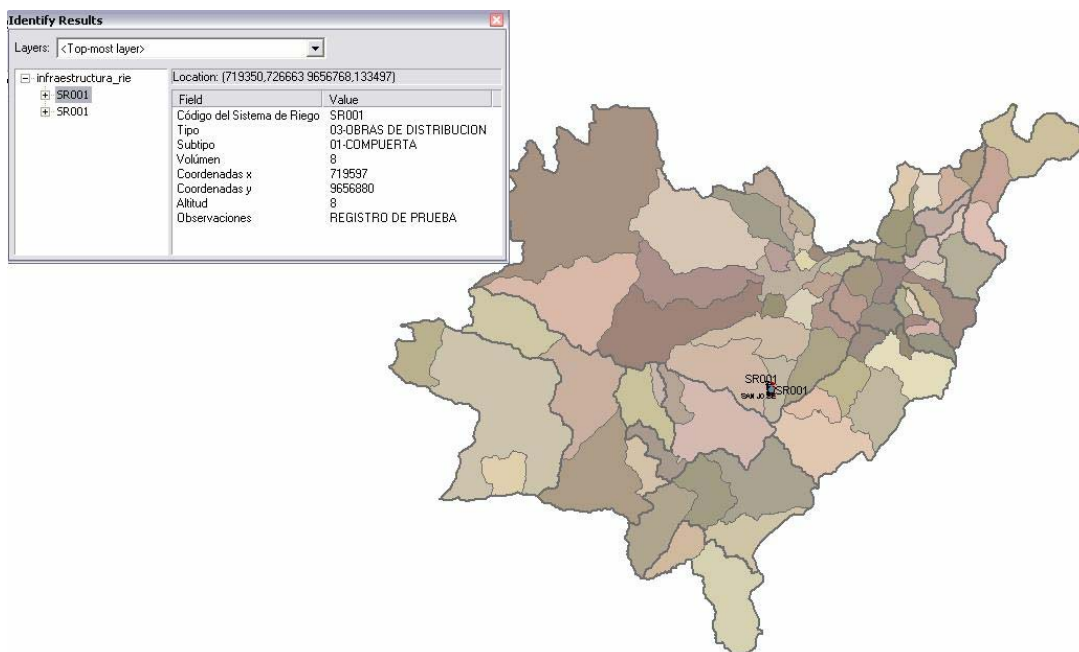 Identify Results
Layers: <Top-most layer>
infraestructura_rie
SR001
SR001
Location: (719350,726663 9656768,133497)
Field Value
Código del Sistema de Riego SR001
Tipo 03-OBRAS DE DISTRIBUCION
Subtipo 01-COMPUERTA
Volúmen 8
Coordenadas x 719597
Coordenadas y 9656880
Altitud 8
Observaciones REGISTRO DE PRUEBA
SR001
SR001
SAN JO